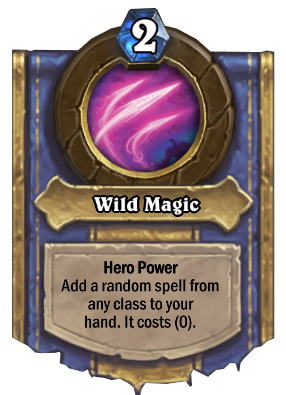 2
Wild Magic
Hero Power
Add a random spell from
any class to your
hand. It costs (0).